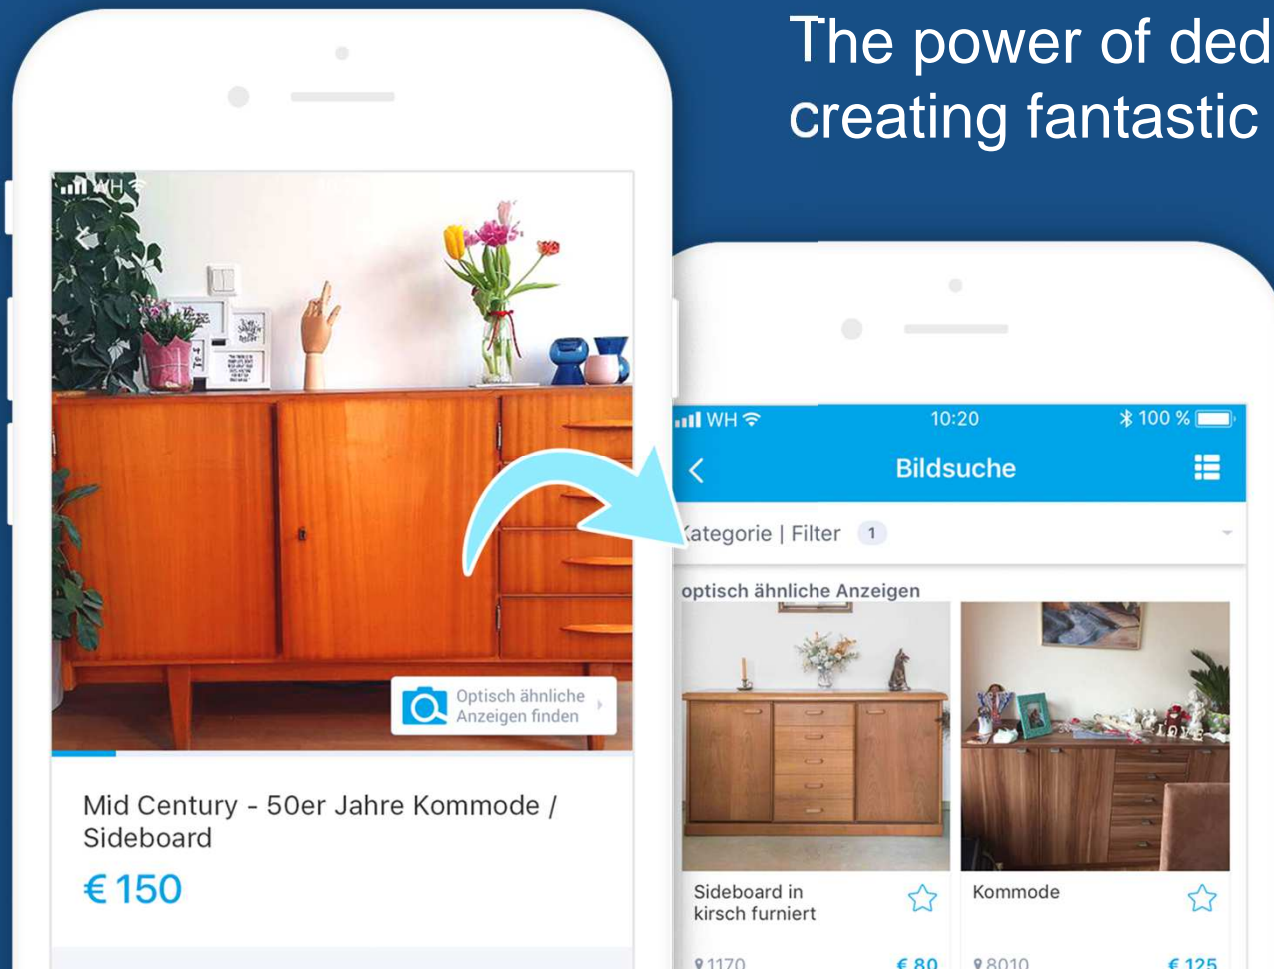 The power of ded
creating fantastic
WH
Optisch ähnliche
Anzeigen finden
Mid Century - 50er Jahre Kommode /
Sideboard
€ 150
WH
10:20
100 %
Bildsuche
Kategorie | Filter 1
optisch ähnliche Anzeigen
LOVE
Sideboard in
kirsch furniert
1170
€ 80
Kommode
8010
€ 125